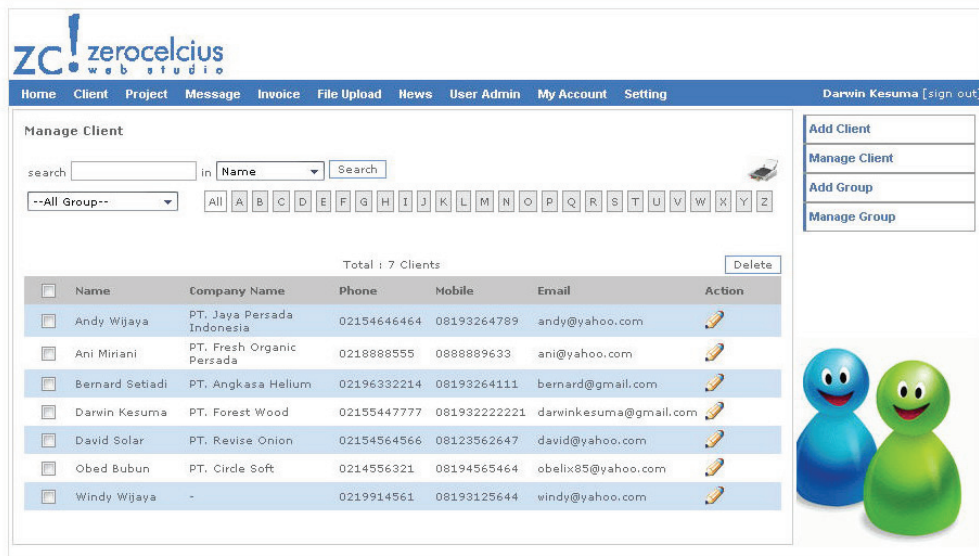 zc! zerocelcius
web studio
Home Client Project Message Invoice File Upload News User Admin My Account Setting Darwin Kesuma [sign out]
Manage Client
search in Name Search
--All Group-- All A B C D E F G H I J K L M N O P Q R S T U V W X Y Z
Total : 7 Clients Delete
Name Company Name Phone Mobile Email Action
Andy Wijaya PT. Jaya Persada Indonesia 02154646464 08193264789 andy@yahoo.com
Ani Miriani PT. Fresh Organic Persada 0218888555 0888889633 ani@yahoo.com
Bernard Setiadi PT. Angkasa Helium 02196332214 08193264111 bernard@gmail.com
Darwin Kesuma PT. Forest Wood 02155447777 081932222221 darwinkesuma@gmail.com
David Solar PT. Revise Onion 02154564566 08123562647 david@yahoo.com
Obed Bubun PT. Circle Soft 0214556321 08194565464 obelix85@yahoo.com
Windy Wijaya - 0219914561 08193125644 windy@yahoo.com
Add Client
Manage Client
Add Group
Manage Group